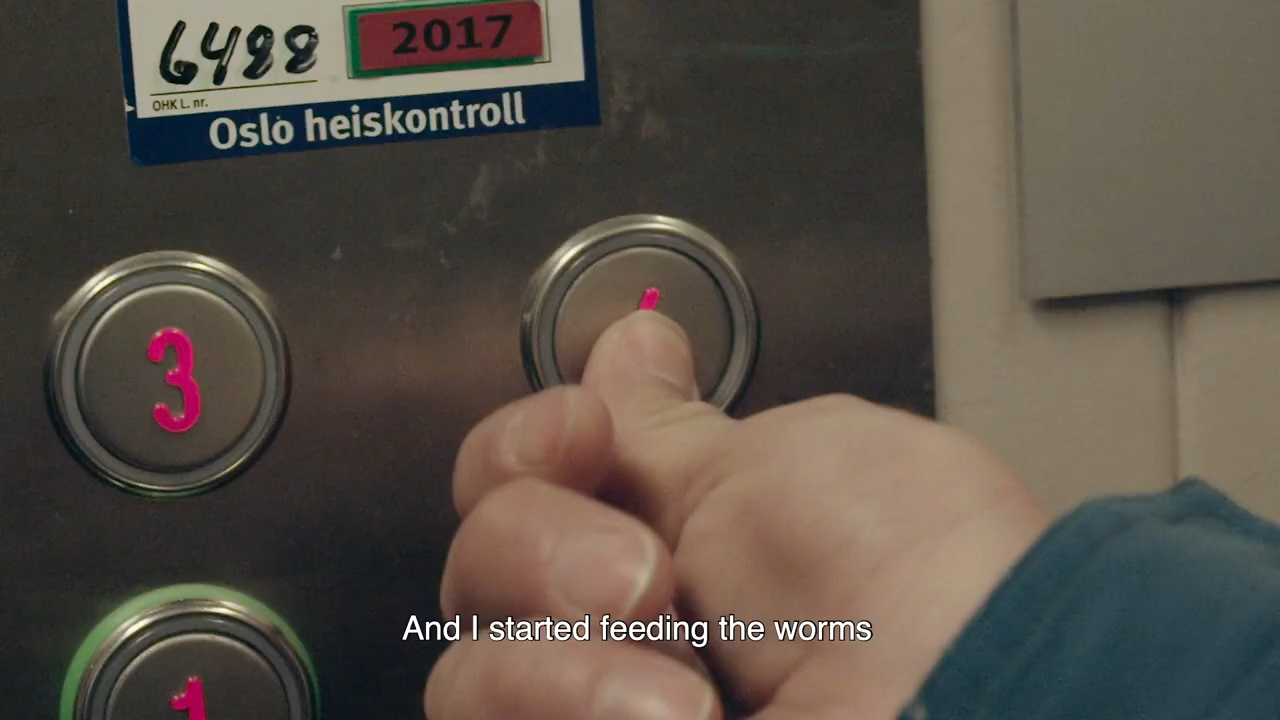 6488 2017
OHK L. nr.
Oslo heiskontroll
3
1
And I started feeding the worms